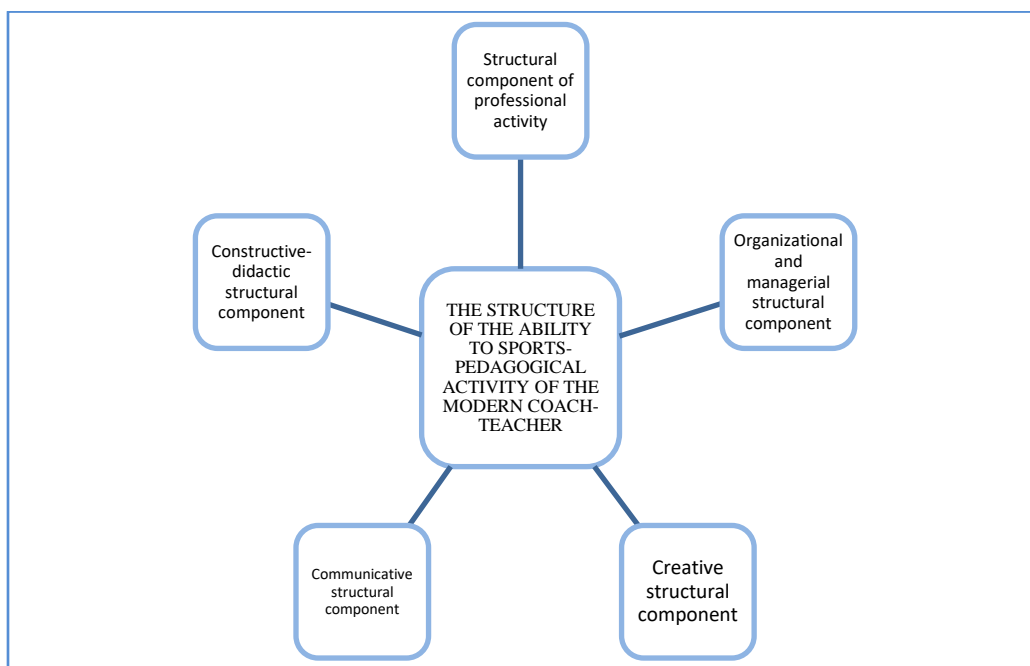 Structural
component of
professional
activity
Constructive-
didactic
structural
component
Organizational
and
managerial
structural
component
THE STRUCTURE
OF THE ABILITY
TO SPORTS-
PEDAGOGICAL
ACTIVITY OF THE
MODERN COACH-
TEACHER
Communicative
structural
component
Creative
structural
component